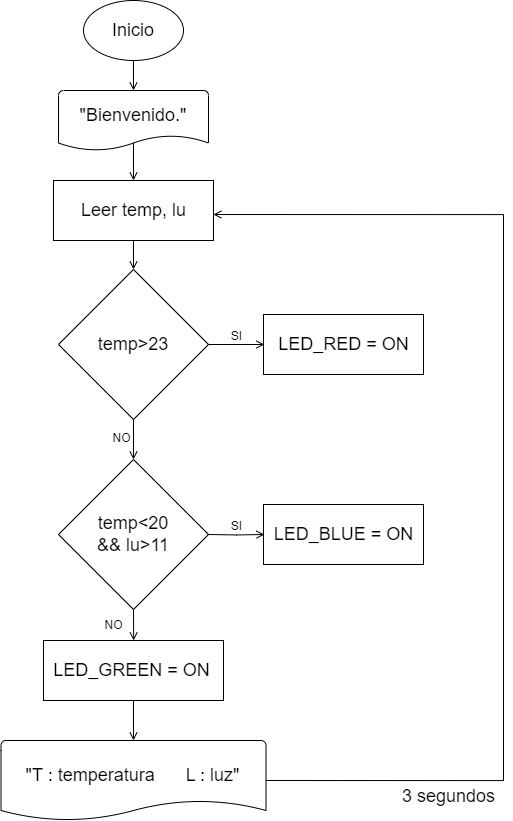 Inicio
"Bienvenido."
Leer temp, lu
temp>23
SI
LED_RED = ON
NO
temp<20
&& lu>11
SI
LED_BLUE = ON
NO
LED_GREEN = ON
"T : temperatura L : luz"
3 segundos